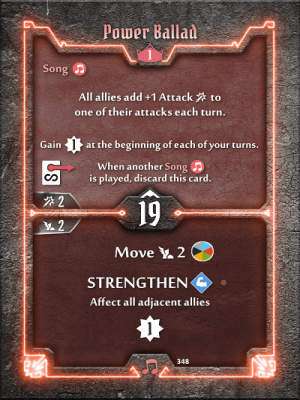 Power Ballad
1
Song
All allies add +1 Attack to
one of their attacks each turn.
Gain 1 at the beginning of each of your turns.
When another Song
is played, discard this card.
2
19
2
Move 2
STRENGTHEN
Affect all adjacent allies
1
348